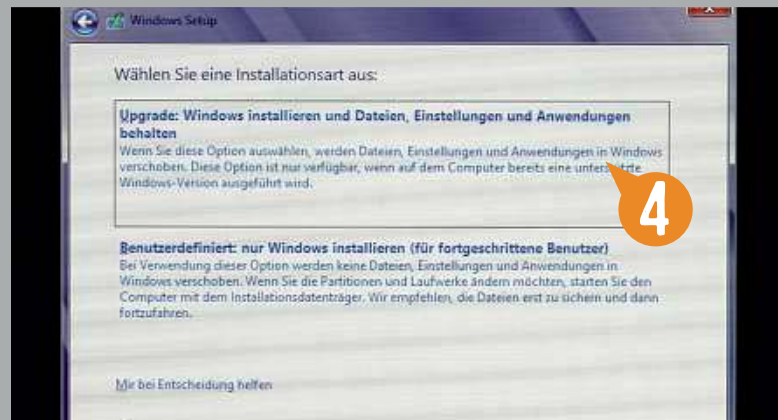 Windows Setup
Wählen Sie eine Installationsart aus:
Upgrade: Windows installieren und Dateien, Einstellungen und Anwendungen
behalten
Wenn Sie diese Option auswählen, werden Dateien, Einstellungen und Anwendungen in Windows
verschoben. Diese Option ist nur verfügbar, wenn auf dem Computer bereits eine
Windows-Version ausgeführt wird.
4
Benutzerdefiniert: nur Windows installieren (für fortgeschrittene Benutzer)
Bei Verwendung dieser Option werden keine Dateien, Einstellungen und Anwendungen in
Windows verschoben. Wenn Sie die Partitionen und Laufwerke ändern möchten, starten Sie den
Computer mit dem Installationsdatenträger. Wir empfehlen, die Dateien erst zu sichern und dann
fortzufahren.
Mir bei Entscheidung helfen